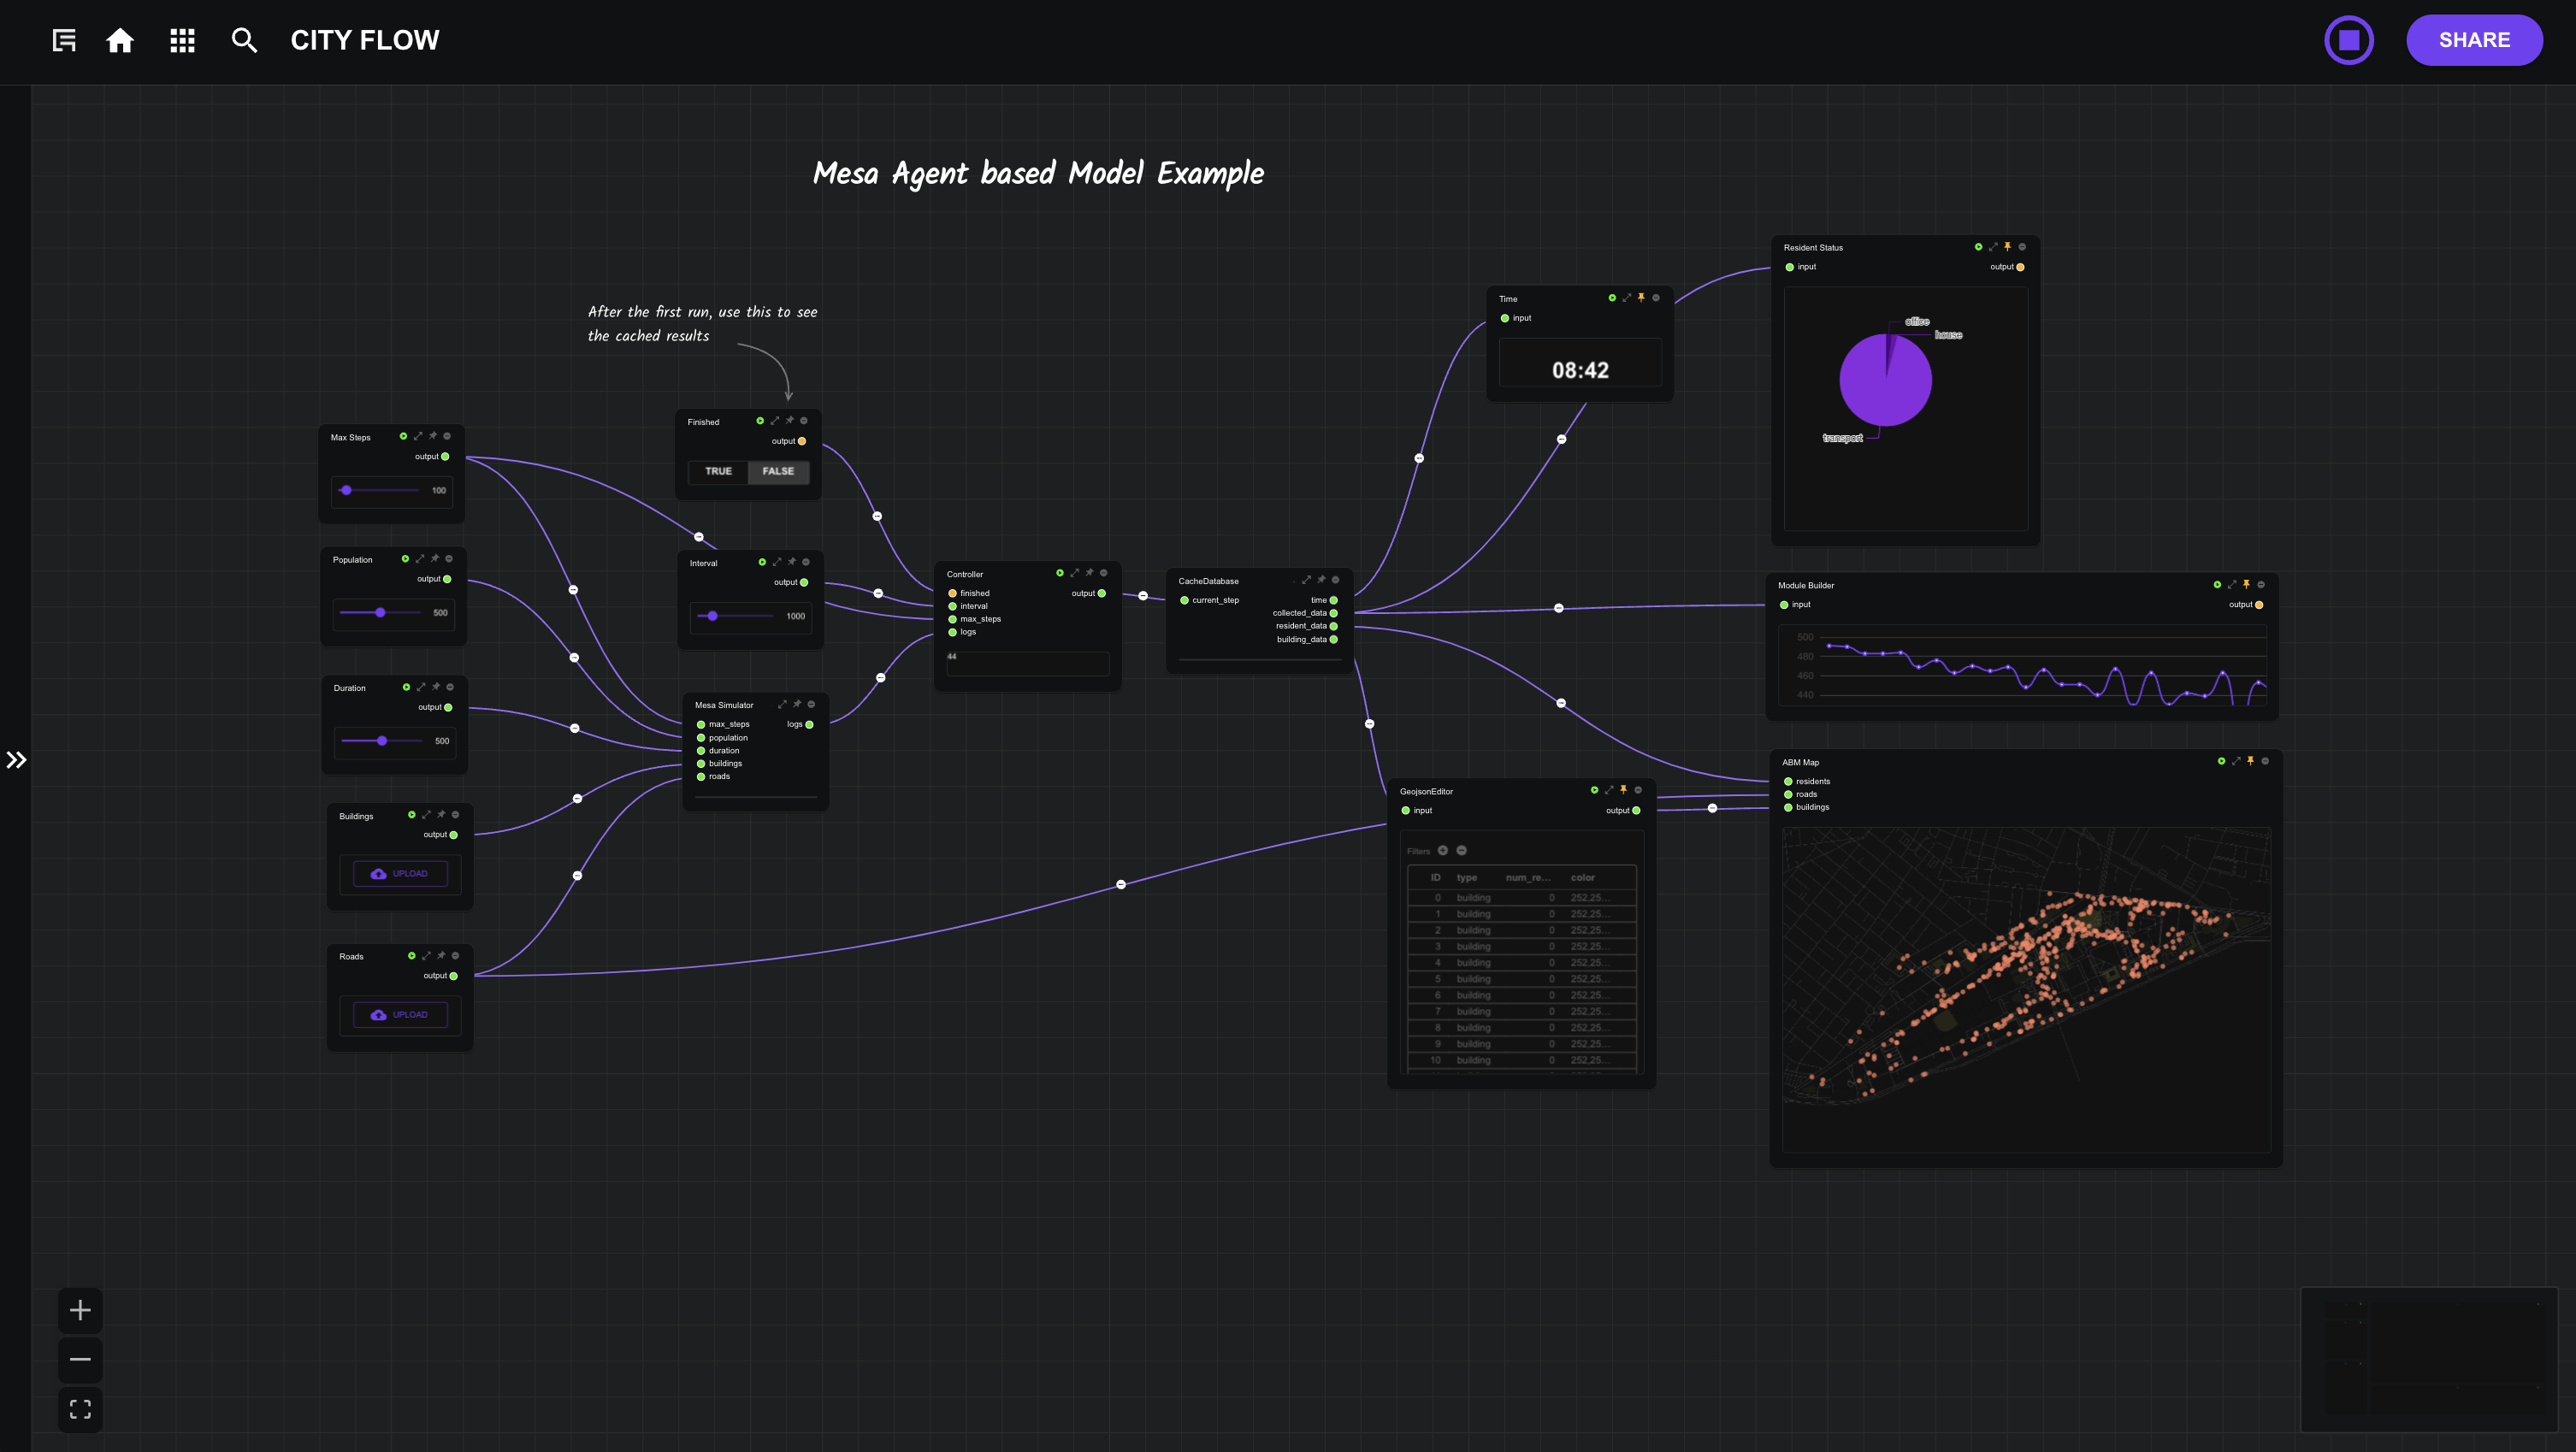 CITY FLOW
SHARE
Mesa Agent based Model Example
After the first run, use this to see
the cached results
Max Steps
output
100
Population
output
500
Duration
output
500
Buildings
output
UPLOAD
Roads
output
UPLOAD
Finished
output
TRUE FALSE
Interval
output
1000
Mesa Simulator
max_steps logs
population
duration
buildings
roads
Controller
finished output
interval
max_steps
logs
44
CacheDatabase
current_step time
collected_data
resident_data
building_data
Time
input
08:42
Resident Status
input output
office
house
transport
Module Builder
input output
500
480
460
440
GeojsonEditor
input output
Filters
ID type num_re... color
0 building 0 252,25...
1 building 0 252,25...
2 building 0 252,25...
3 building 0 252,25...
4 building 0 252,25...
5 building 0 252,25...
6 building 0 252,25...
7 building 0 252,25...
8 building 0 252,25...
9 building 0 252,25...
10 building 0 252,25...
ABM Map
residents
roads
buildings